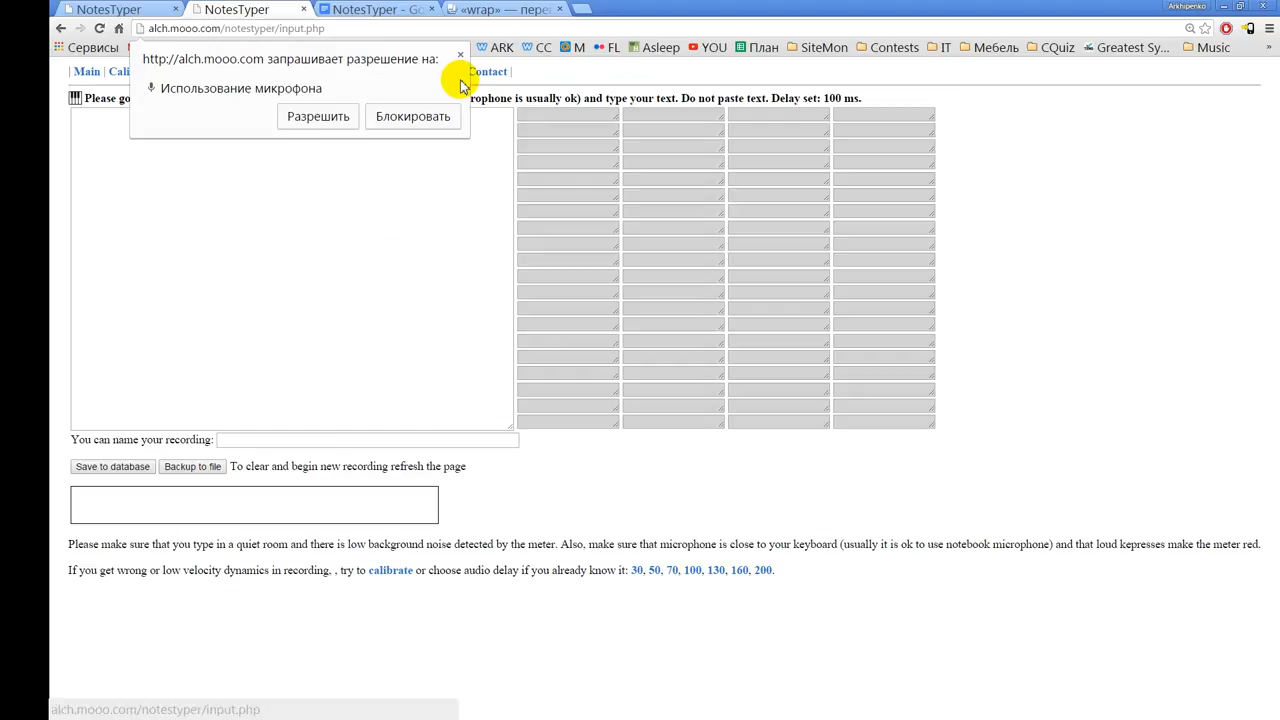 NotesTyper
NotesTyper
NotesTyper - Go
«wrap» — пере
Arkhipenko
alch.mooo.com/notestyper/input.php
Сервисы
ARK
CC
M
FL
Asleep
YOU
План
SiteMon
Contests
IT
Мебель
CQuiz
Greatest Sy...
Music
»
http://alch.mooo.com запрашивает разрешение на:
Использование микрофона
Разрешить
Блокировать
| Main | Cali
ontact |
Please go
rophone is usually ok) and type your text. Do not paste text. Delay set: 100 ms.
You can name your recording:
Save to database
Backup to file
To clear and begin new recording refresh the page
Please make sure that you type in a quiet room and there is low background noise detected by the meter. Also, make sure that microphone is close to your keyboard (usually it is ok to use notebook microphone) and that loud kepresses make the meter red.
If you get wrong or low velocity dynamics in recording, , try to calibrate or choose audio delay if you already know it: 30, 50, 70, 100, 130, 160, 200.
alch.mooo.com/notestyper/input.php